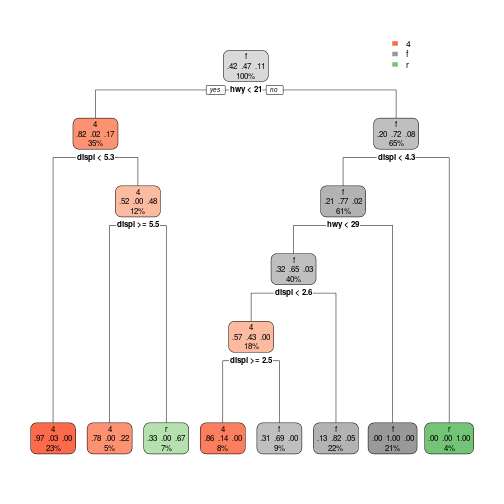 4
f
r
f
.42 .47 .11
100%
yes hwy < 21 no
4
.82 .02 .17
35%
f
.20 .72 .08
65%
displ < 5.3
displ < 4.3
4
.52 .00 .48
12%
f
.21 .77 .02
61%
displ >= 5.5
hwy < 29
f
.32 .65 .03
40%
displ < 2.6
4
.57 .43 .00
18%
displ >= 2.5
4
.97 .03 .00
23%
4
.78 .00 .22
5%
r
.33 .00 .67
7%
4
.86 .14 .00
8%
f
.31 .69 .00
9%
f
.13 .82 .05
22%
f
.00 1.00 .00
21%
r
.00 .00 1.00
4%